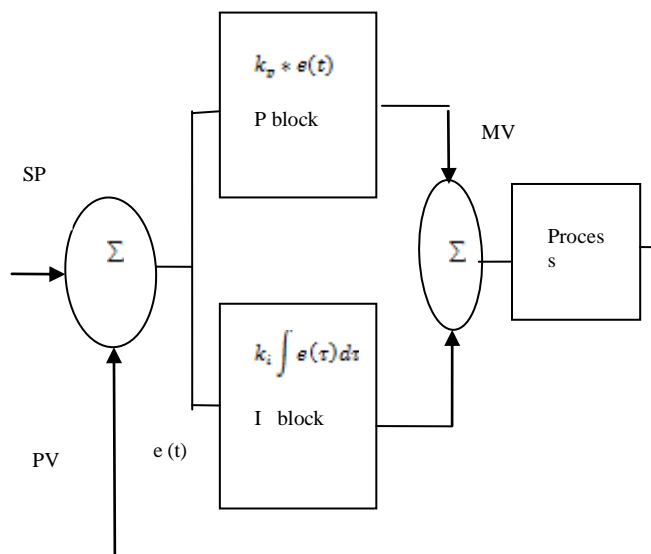 k_p * e(t)
P block
MV
SP
Σ
Σ
Proces
s
k_i ∫ e(τ)dτ
I block
PV
e (t)